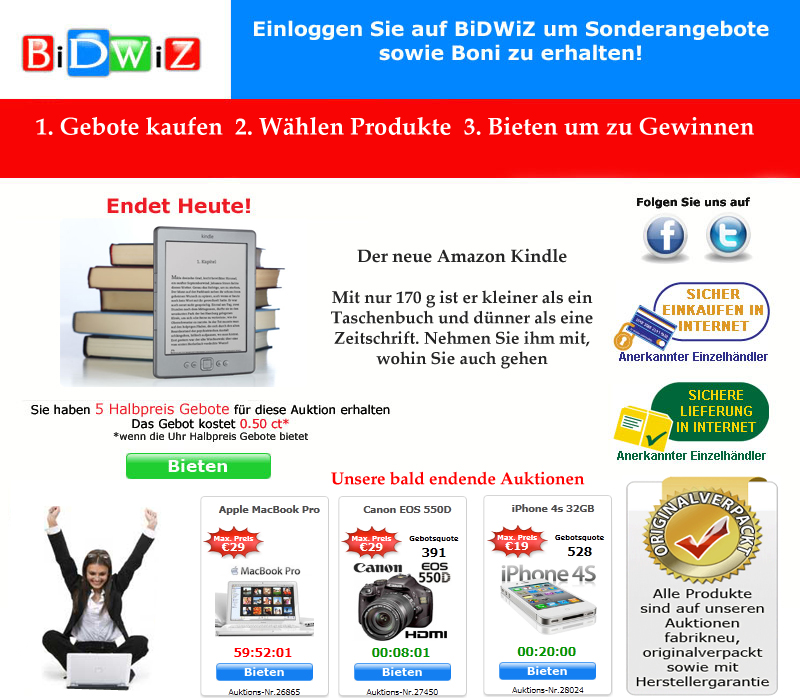 BiDWiZ
Einloggen Sie auf BiDWiZ um Sonderangebote
sowie Boni zu erhalten!
1. Gebote kaufen 2. Wählen Produkte 3. Bieten um zu Gewinnen
Endet Heute!
kindle
1. Kapitel
Der neue Amazon Kindle
Mit nur 170 g ist er kleiner als ein
Taschenbuch und dünner als eine
Zeitschrift. Nehmen Sie ihm mit,
wohin Sie auch gehen
Folgen Sie uns auf
f
t
SICHER
EINKAUFEN IN
INTERNET
Anerkannter Einzelhändler
SICHERE
LIEFERUNG
IN INTERNET
Anerkannter Einzelhändler
Sie haben 5 Halbpreis Gebote für diese Auktion erhalten
Das Gebot kostet 0.50 ct*
*wenn die Uhr Halbpreis Gebote bietet
Bieten
Unsere bald endende Auktionen
Apple MacBook Pro
Max. Preis
€29
MacBook Pro
59:52:01
Bieten
Auktions-Nr.26865
Canon EOS 550D
Max. Preis
€29
Gebotsquote
391
Canon
EOS
550D
HDMI
00:08:01
Bieten
Auktions-Nr.27450
iPhone 4s 32GB
Max. Preis
€19
Gebotsquote
528
iPhone 4S
00:20:00
Bieten
Auktions-Nr.28024
ORIGINALVERPACKT
Alle Produkte
sind auf unseren
Auktionen
fabrikneu,
originalverpackt
sowie mit
Herstellergarantie